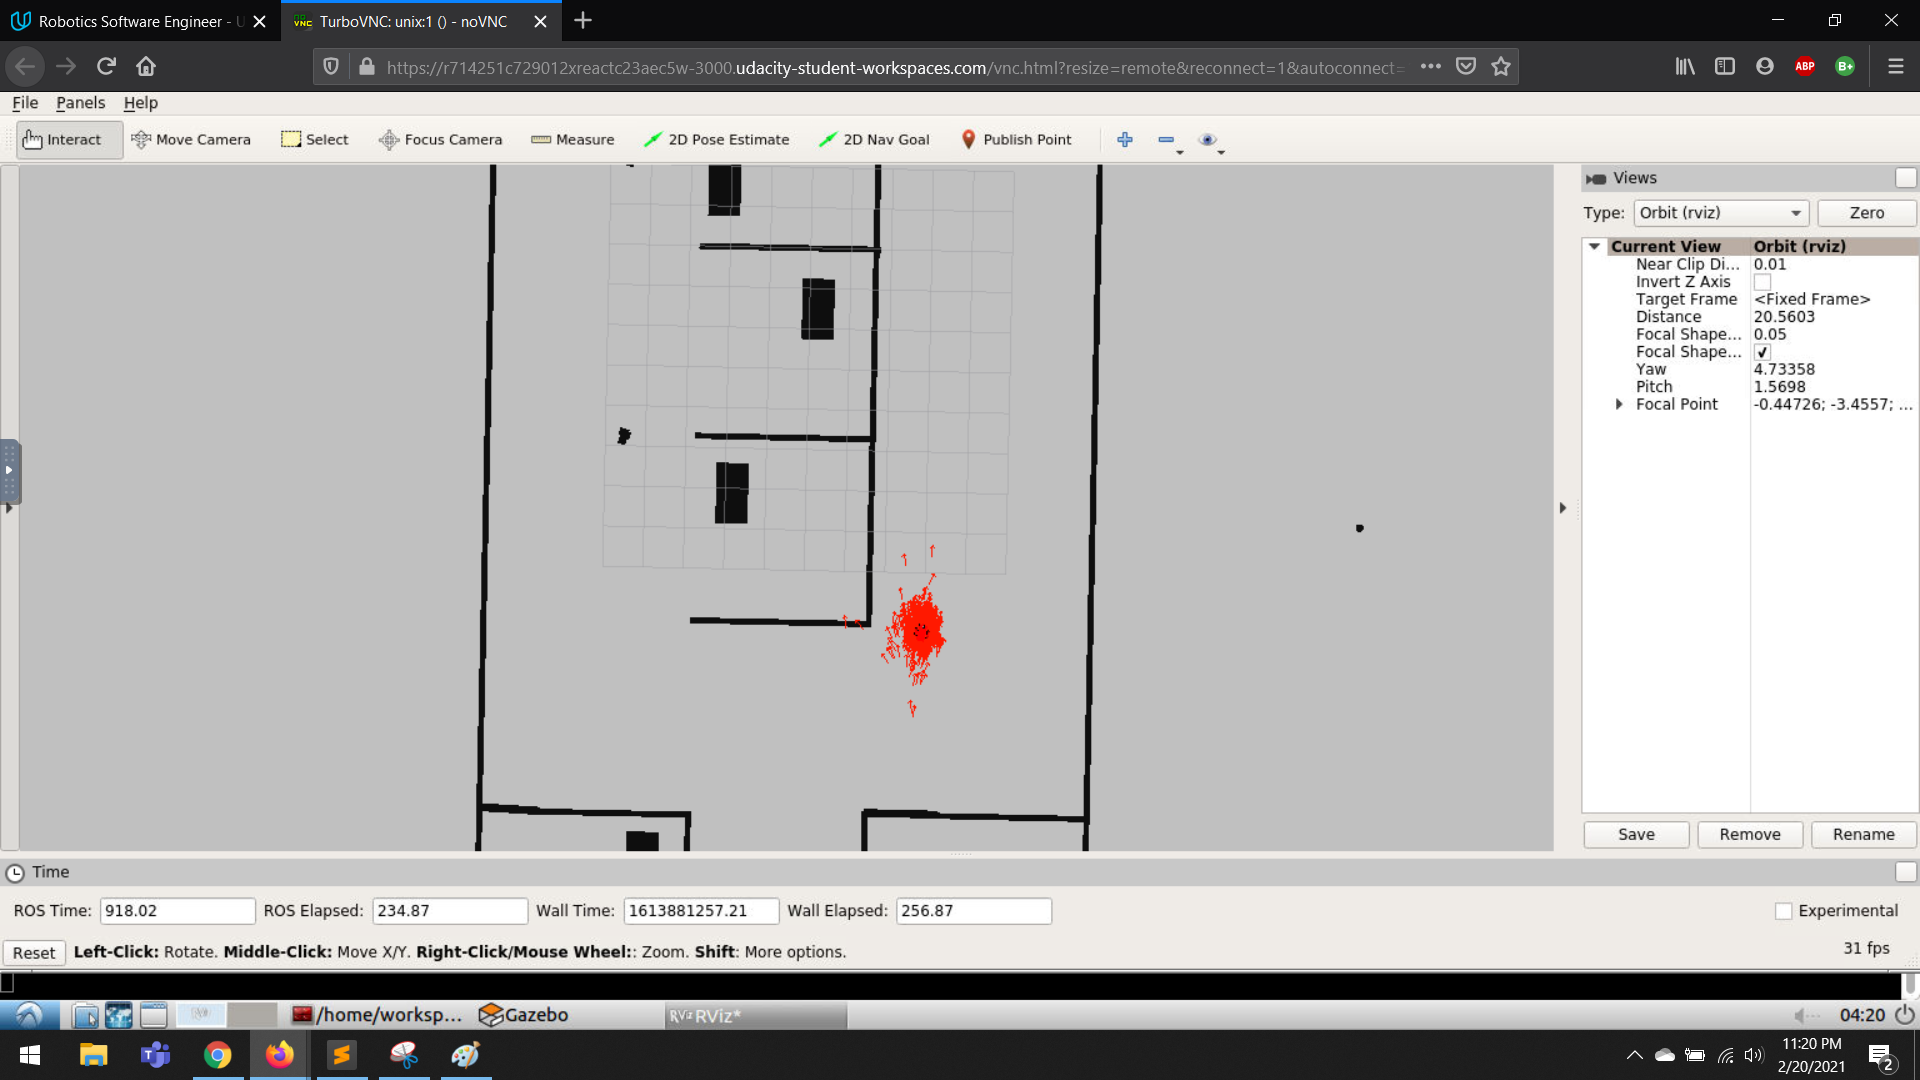 Robotics Software Engineer - U
TurboVNC: unix:1 () - noVNC
https://r714251c729012xreactc23aec5w-3000.udacity-student-workspaces.com/vnc.html?resize=remote&reconnect=1&autoconnect=
ABP
B+
File Panels Help
Interact Move Camera Select Focus Camera Measure 2D Pose Estimate 2D Nav Goal Publish Point
Views
Type: Orbit (rviz) Zero
Current View Orbit (rviz)
Near Clip Di... 0.01
Invert Z Axis
Target Frame <Fixed Frame>
Distance 20.5603
Focal Shape... 0.05
Focal Shape... ✓
Yaw 4.73358
Pitch 1.5698
Focal Point -0.44726; -3.4557; ...
Save Remove Rename
Time
ROS Time: 918.02 ROS Elapsed: 234.87 Wall Time: 1613881257.21 Wall Elapsed: 256.87 Experimental
Reset Left-Click: Rotate. Middle-Click: Move X/Y. Right-Click/Mouse Wheel:: Zoom. Shift: More options. 31 fps
/home/worksp... Gazebo RViz RViz* 04:20
11:20 PM
2/20/2021
2